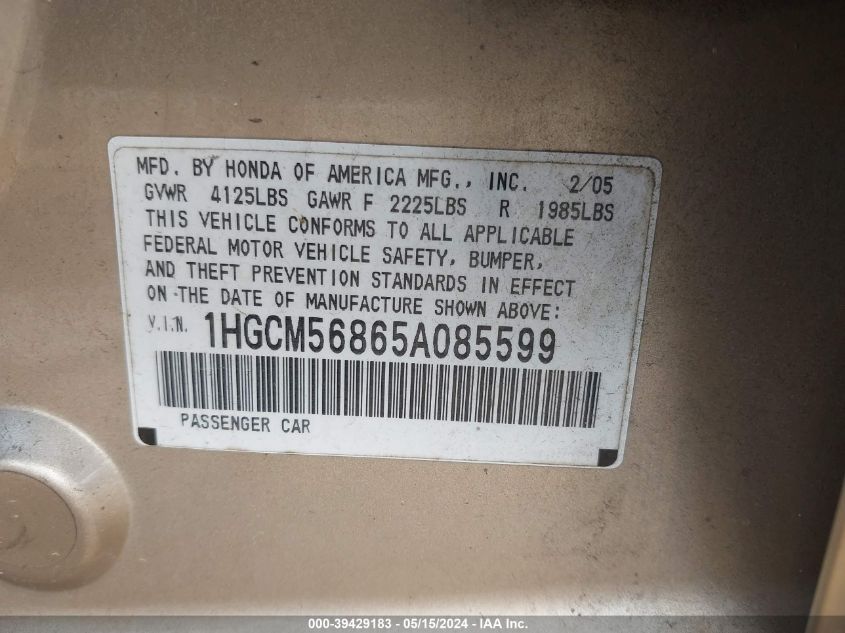 MFD. BY HONDA OF AMERICA MFG., INC. 2/05
GVWR 4125LBS GAWR F 2225LBS R 1985LBS
THIS VEHICLE CONFORMS TO ALL APPLICABLE
FEDERAL MOTOR VEHICLE SAFETY, BUMPER,
AND THEFT PREVENTION STANDARDS IN EFFECT
ON THE DATE OF MANUFACTURE SHOWN ABOVE:
V.I.N. 1HGCM56865A085599
PASSENGER CAR
000-39429183 - 05/15/2024 - IAA Inc.